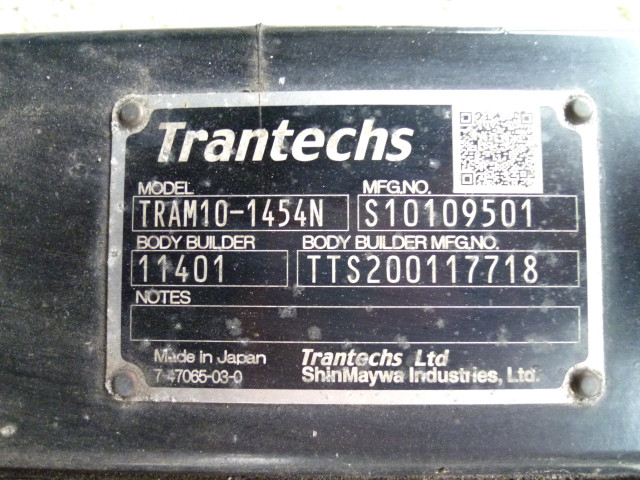 Trantechs
MODEL MFG.NO.
TRAM10-1454N S10109501
BODY BUILDER BODY BUILDER MFG.NO.
11401 TTS200117718
NOTES
Made in Japan Trantechs Ltd
7-47065-03-0 ShinMaywa Industries, Ltd.